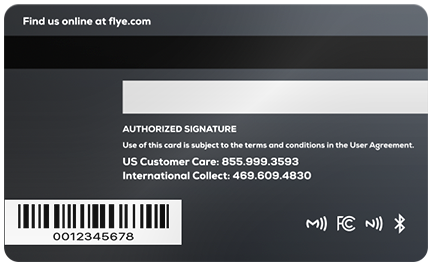 Find us online at flye.com
AUTHORIZED SIGNATURE
Use of this card is subject to the terms and conditions in the User Agreement.
US Customer Care: 855.999.3593
International Collect: 469.609.4830
0012345678